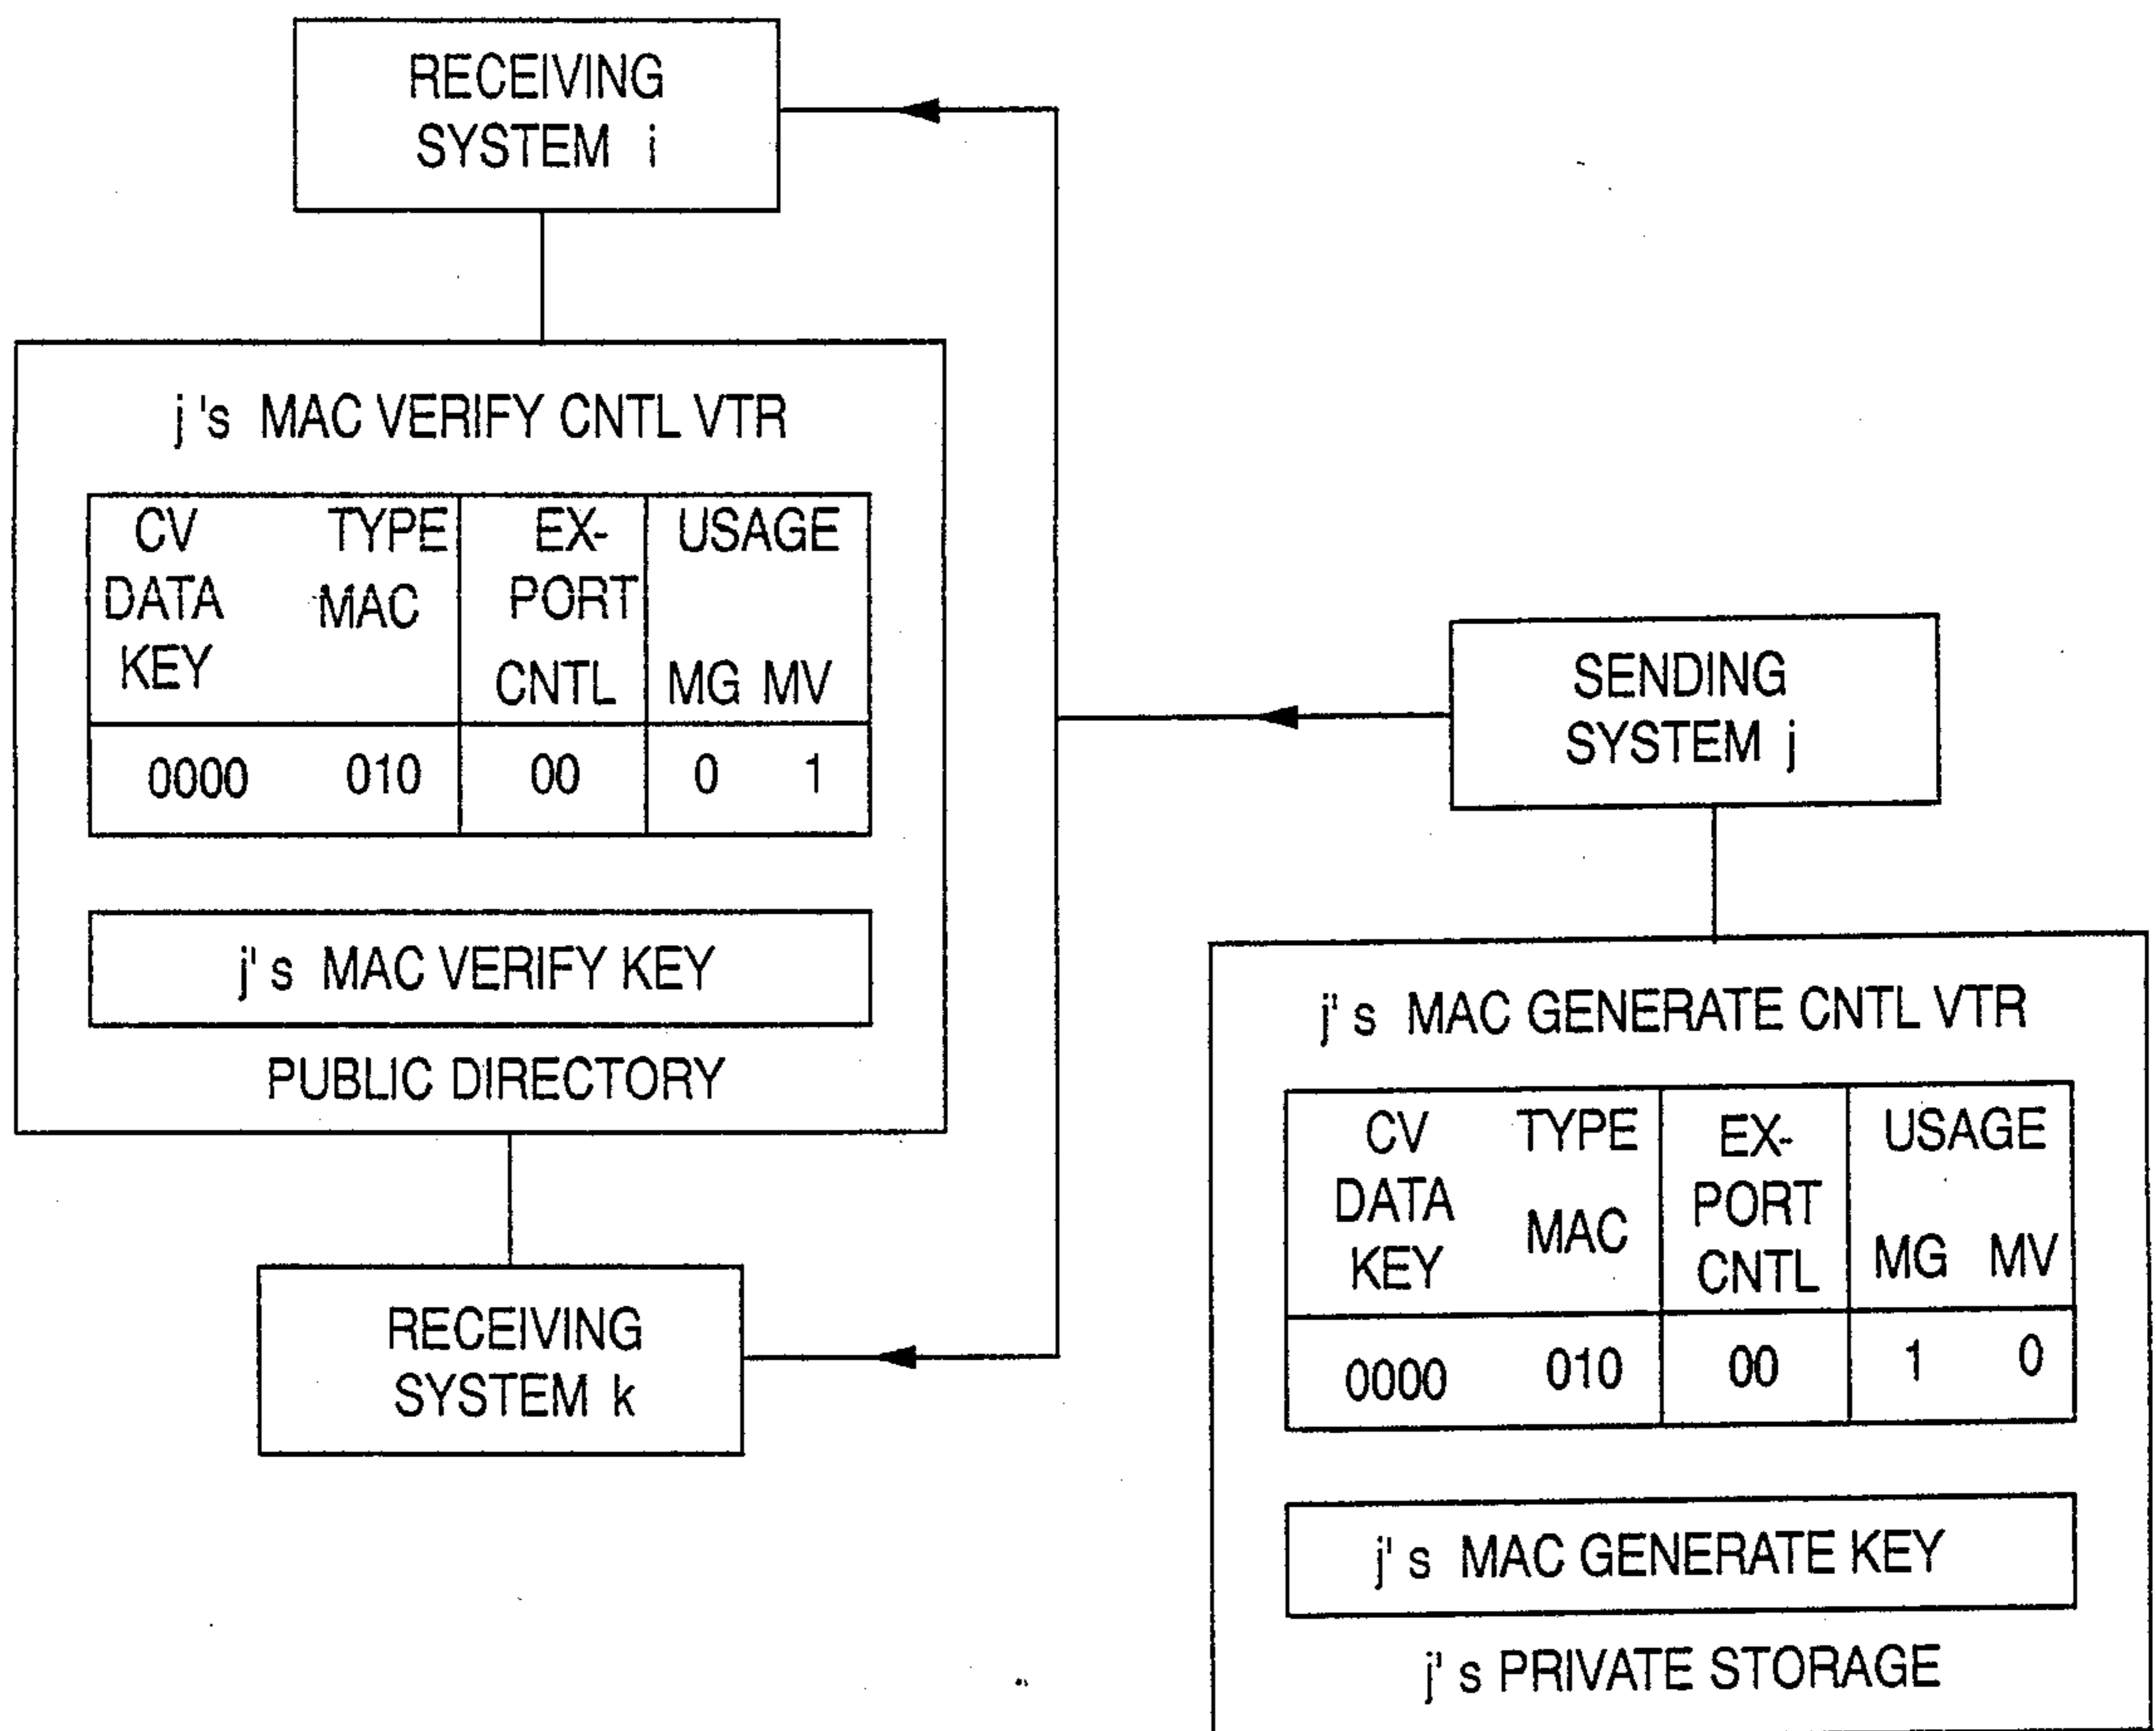 RECEIVING
SYSTEM i
j 's MAC VERIFY CNTL VTR
CV TYPE EX- USAGE
DATA MAC PORT
KEY CNTL MG MV
0000 010 00 0 1
j' s MAC VERIFY KEY
PUBLIC DIRECTORY
RECEIVING
SYSTEM k
SENDING
SYSTEM j
j' s MAC GENERATE CNTL VTR
CV TYPE EX- USAGE
DATA MAC PORT
KEY CNTL MG MV
0000 010 00 1 0
j' s MAC GENERATE KEY
j' s PRIVATE STORAGE